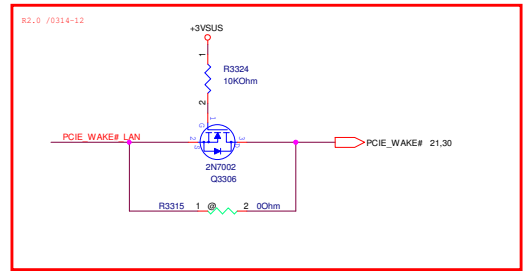 R2.0 /0314-12
+3VSUS
1
R3324
10KOhm
2
1
G
PCIE_WAKE#_LAN
2
S
3
D
PCIE_WAKE# 21,30
2N7002
Q3306
R3315 1 @ 2 0Ohm